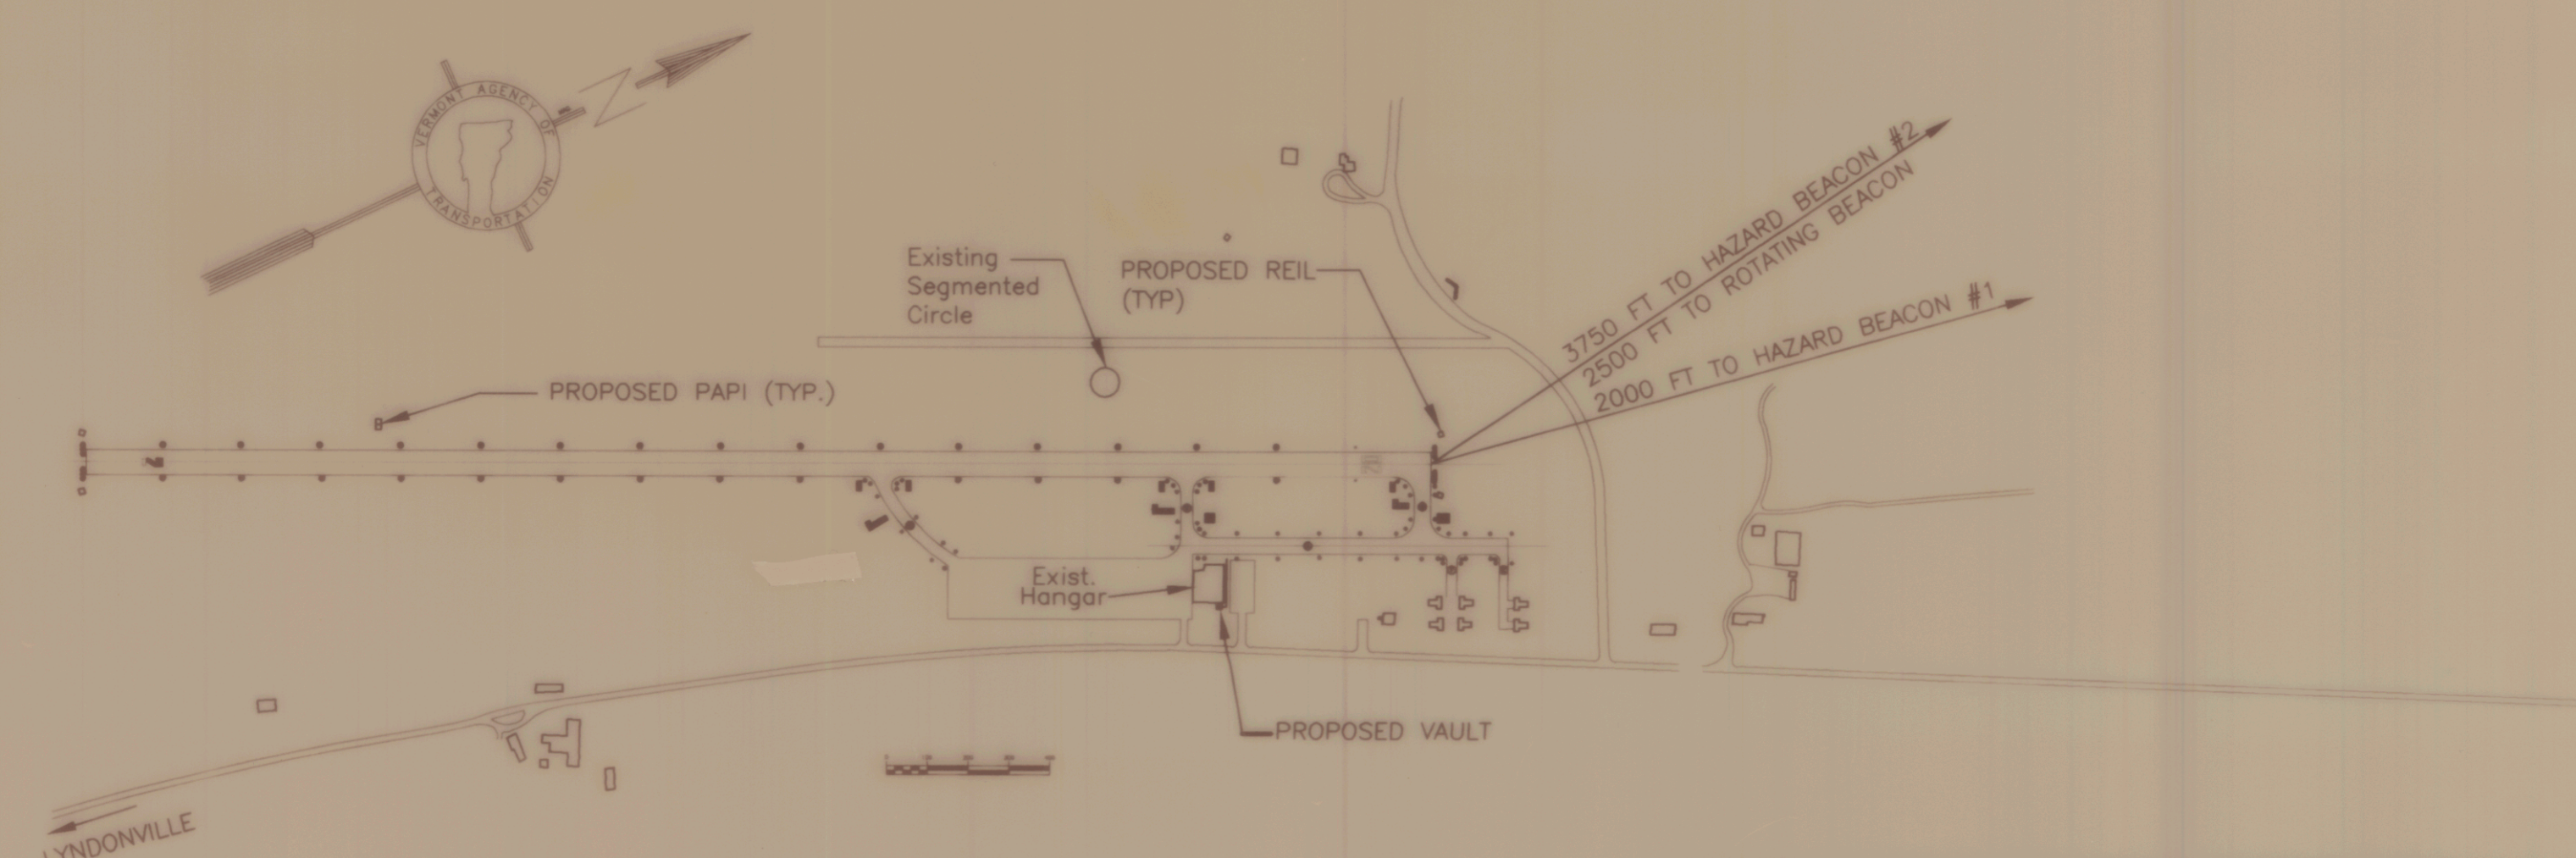 VERMONT AGENCY OF
TRANSPORTATION
N
3750 FT TO HAZARD BEACON #2
2500 FT TO ROTATING BEACON
2000 FT TO HAZARD BEACON #1
Existing
Segmented
Circle
PROPOSED REIL
(TYP)
PROPOSED PAPI (TYP.)
2
Exist.
Hangar
PROPOSED VAULT
LYNDONVILLE